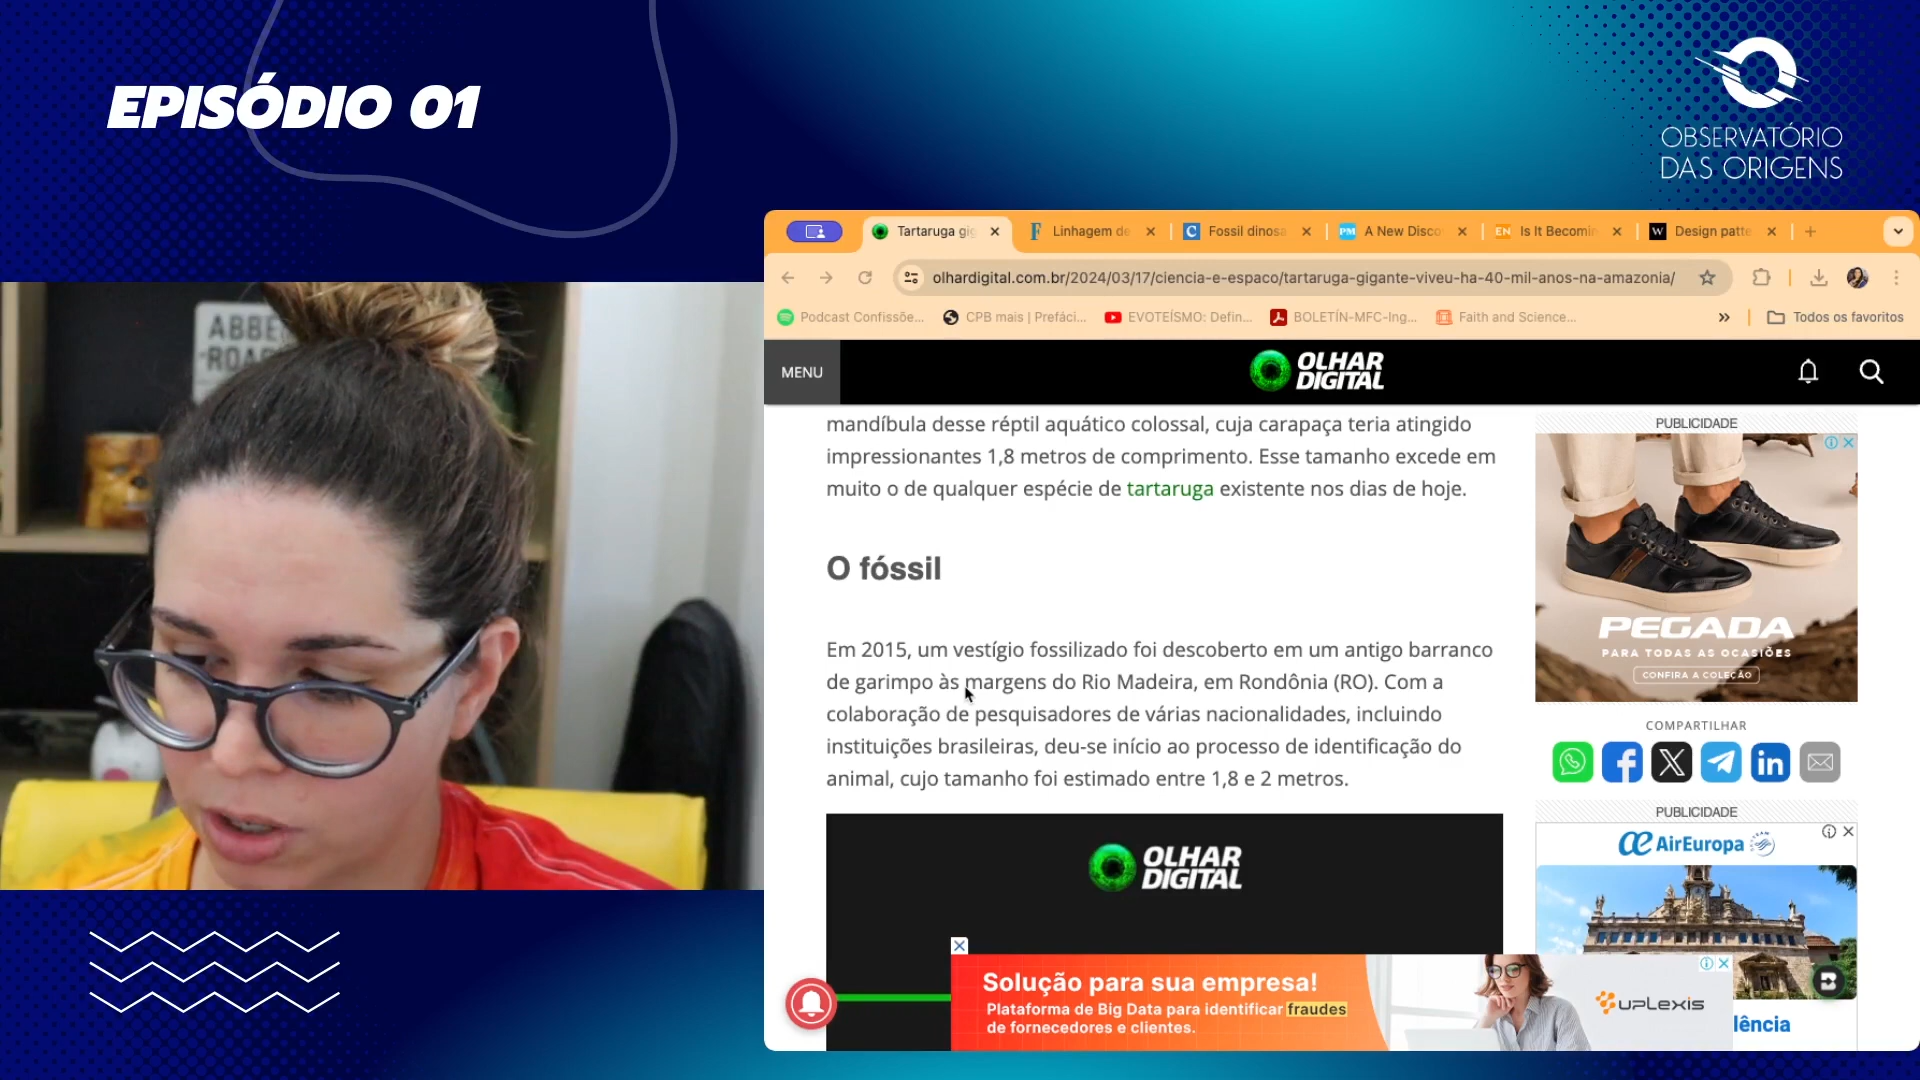 EPISÓDIO 01
OBSERVATÓRIO
DAS ORIGENS
ABBE
ROA
Tartaruga gig
Linhagem de
Fossil dinosa
A New Disco
Is It Becomin
Design patte
olhardigital.com.br/2024/03/17/ciencia-e-espaco/tartaruga-gigante-viveu-ha-40-mil-anos-na-amazonia/
Podcast Confissõe...
CPB mais | Prefáci...
EVOTEÍSMO: Defin...
BOLETÍN-MFC-Ing...
Faith and Science...
Todos os favoritos
MENU
OLHAR
DIGITAL
mandíbula desse réptil aquático colossal, cuja carapaça teria atingido
impressionantes 1,8 metros de comprimento. Esse tamanho excede em
muito o de qualquer espécie de tartaruga existente nos dias de hoje.
O fóssil
Em 2015, um vestígio fossilizado foi descoberto em um antigo barranco
de garimpo às margens do Rio Madeira, em Rondônia (RO). Com a
colaboração de pesquisadores de várias nacionalidades, incluindo
instituições brasileiras, deu-se início ao processo de identificação do
animal, cujo tamanho foi estimado entre 1,8 e 2 metros.
OLHAR
DIGITAL
PUBLICIDADE
PEGADA
PARA TODAS AS OCASIÕES
CONFIRA A COLEÇÃO
COMPARTILHAR
PUBLICIDADE
AirEuropa
lência
Solução para sua empresa!
Plataforma de Big Data para identificar fraudes
de fornecedores e clientes.
UPLEXIS